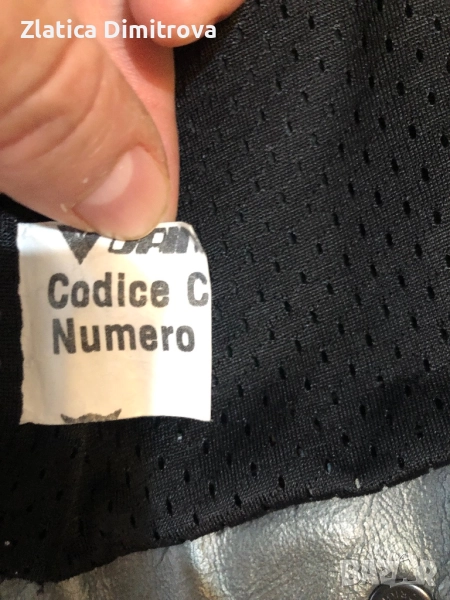 Zlatica Dimitrova
Codice C
Numero